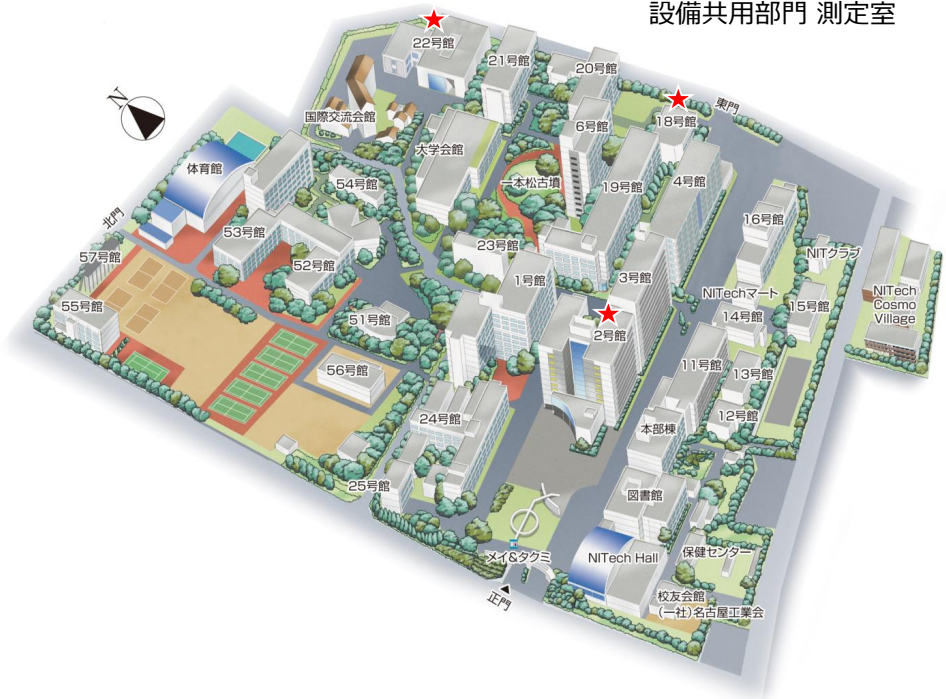 設備共用部門 測定室
22号館
21号館
20号館
東門
N
国際交流会館
大学会館
6号館
18号館
体育館
54号館
一本松古墳
19号館
4号館
北門
16号館
53号館
23号館
57号館
52号館
1号館
3号館
NITクラブ
NITechマート
NITech
Cosmo
Village
55号館
51号館
2号館
14号館
15号館
56号館
11号館
13号館
24号館
12号館
本部棟
25号館
図書館
メイ&タクミ
NITech Hall
保健センター
正門
校友会館
(一社)名古屋工業会